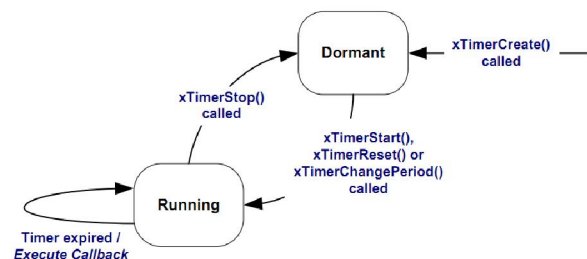 Dormant
xTimerCreate()
called
xTimerStop()
called
xTimerStart(),
xTimerReset() or
xTimerChangePeriod()
called
Running
Timer expired /
Execute Callback